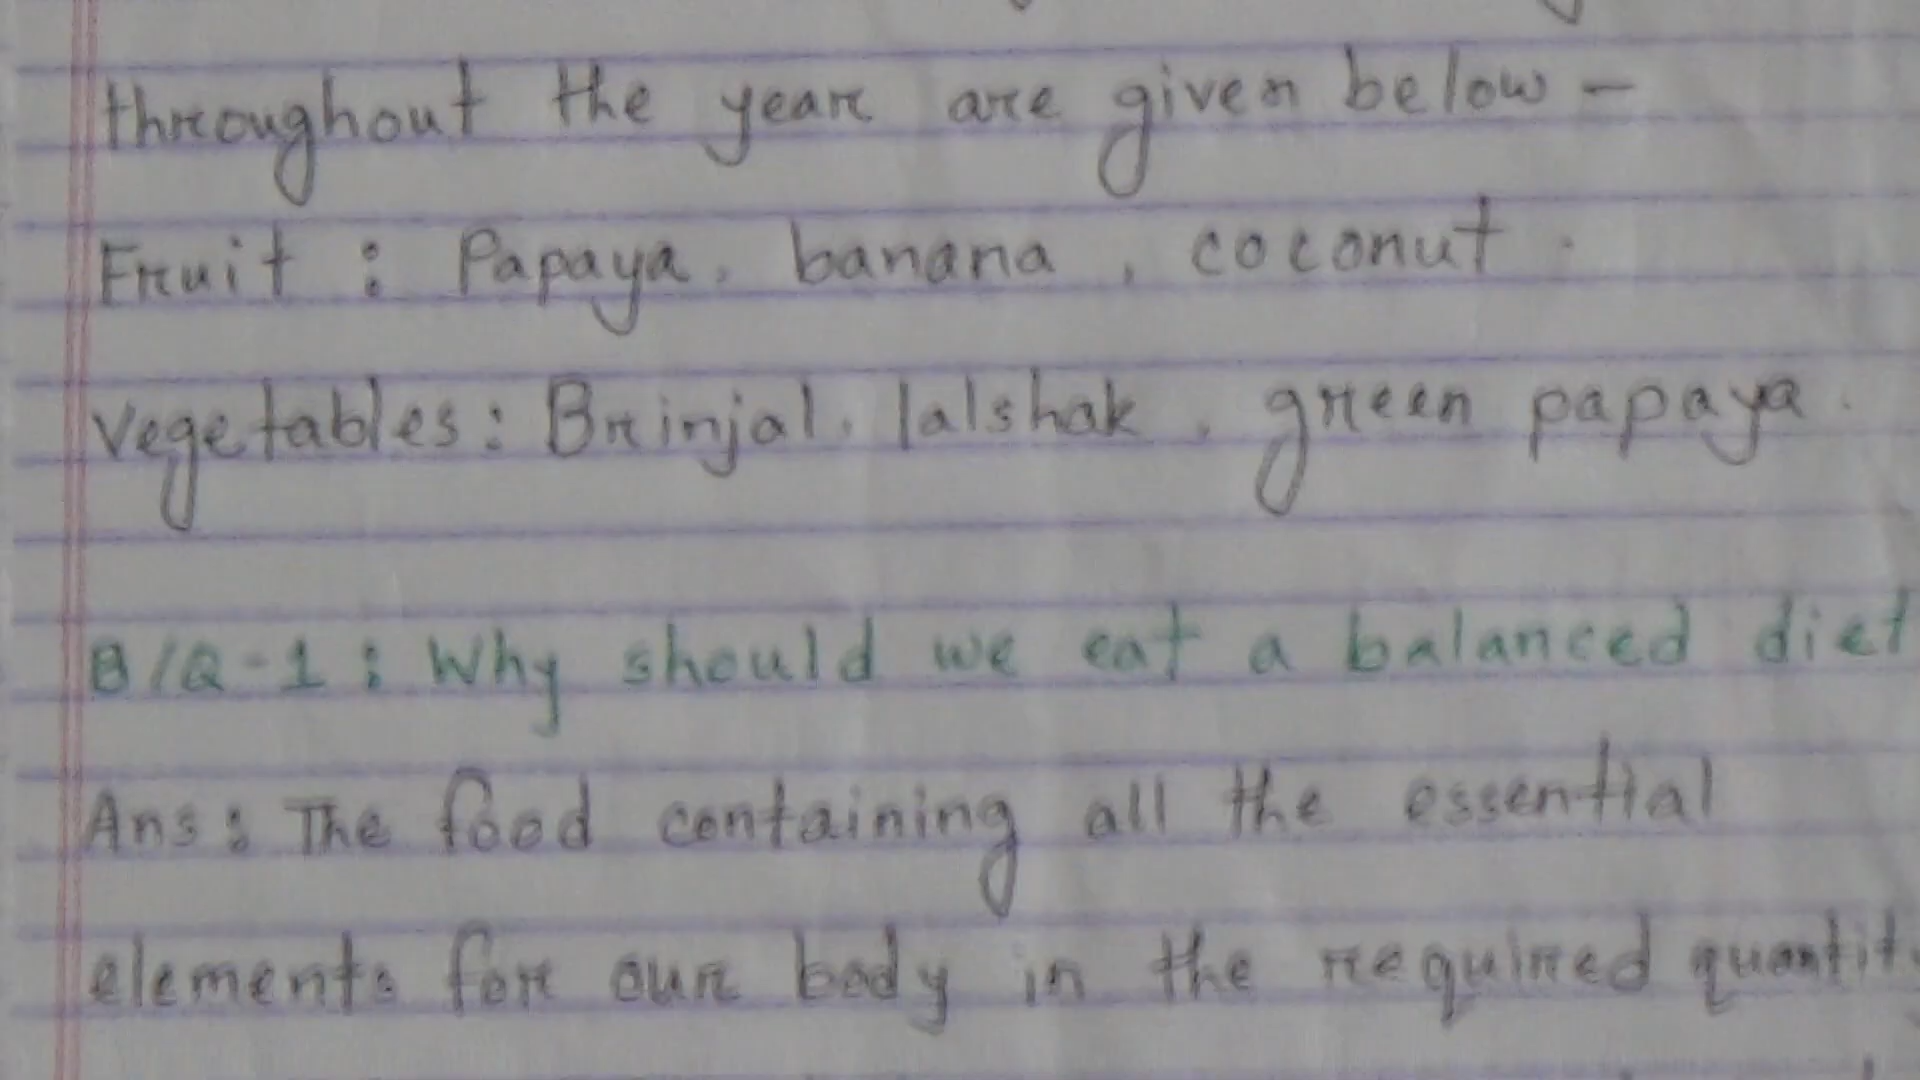 throughout the year are given below –
Fruit : Papaya, banana, coconut.
Vegetables: Brinjal, lalshak, green papaya.
B/Q-1: Why should we eat a balanced diet
Ans: The food containing all the essential
elements for our body in the required quantity